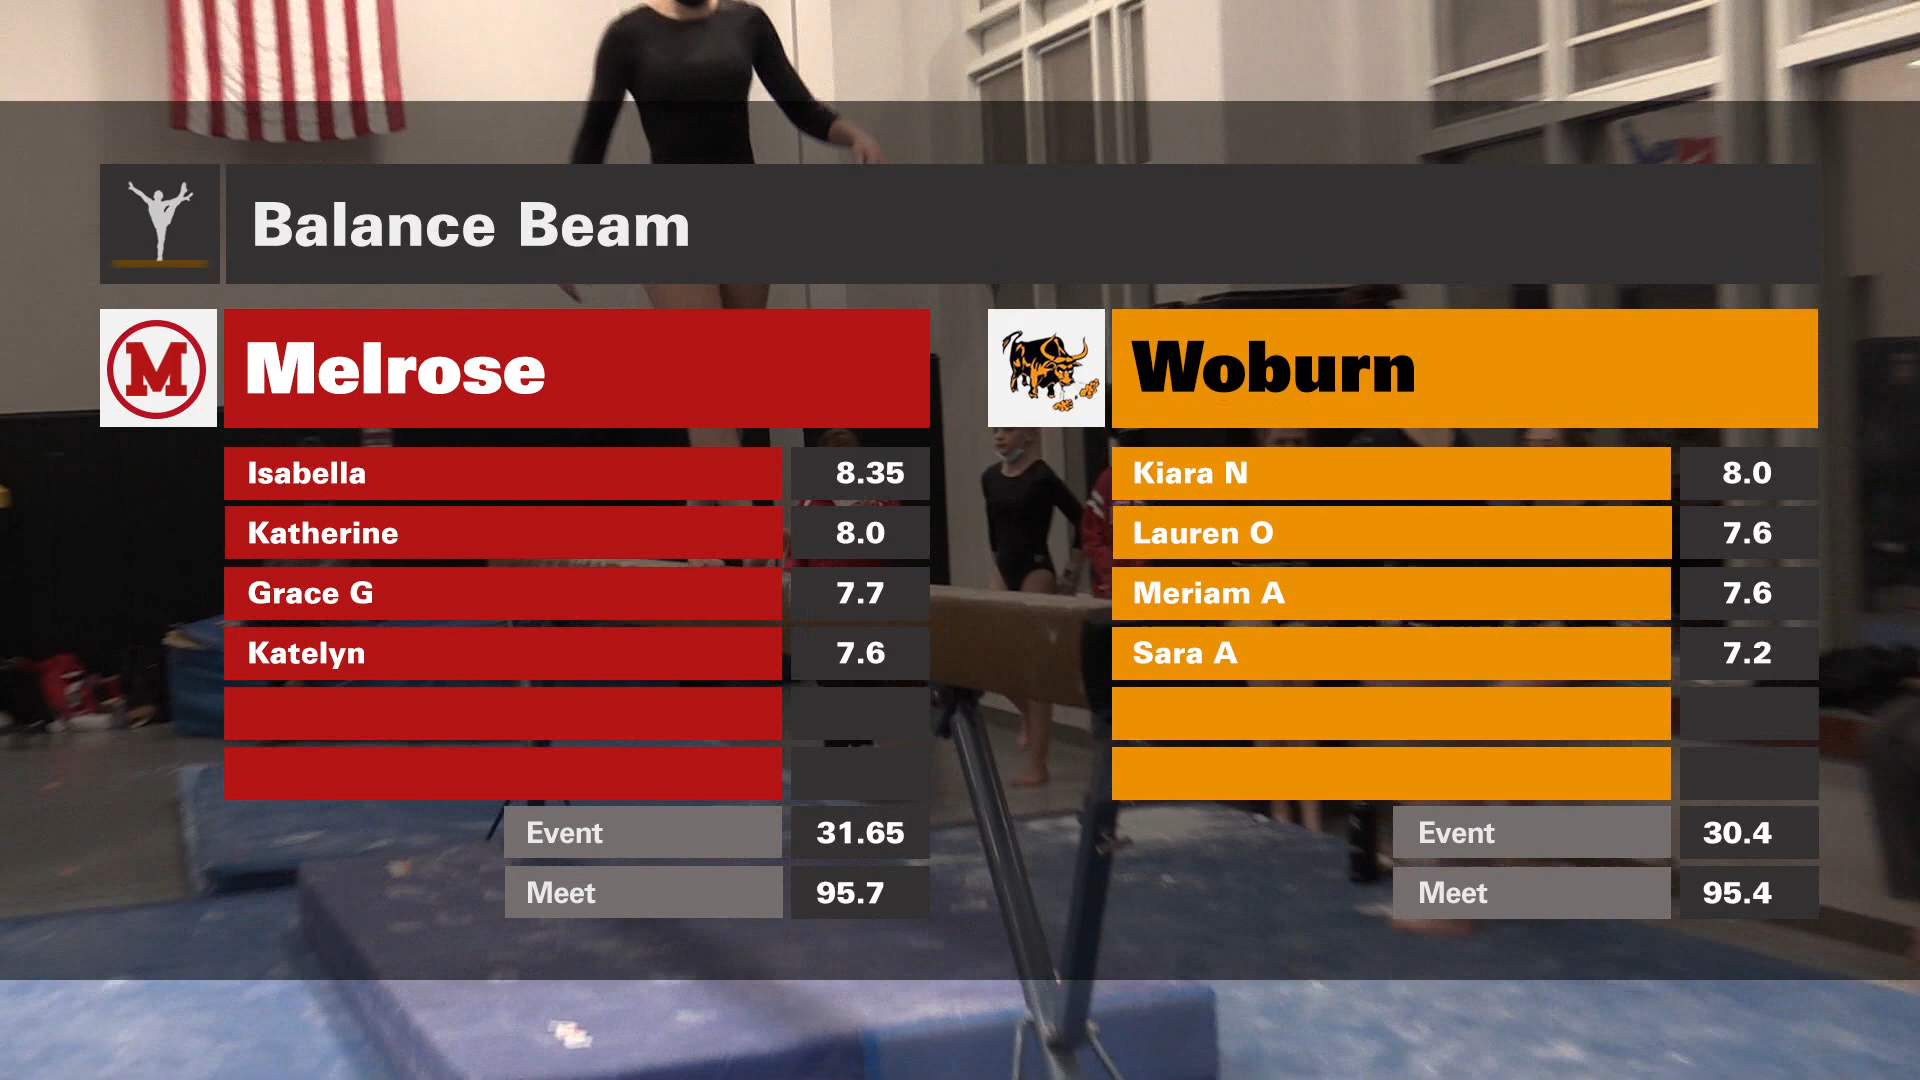 Balance Beam
M
Melrose
Isabella 8.35
Katherine 8.0
Grace G 7.7
Katelyn 7.6
Event 31.65
Meet 95.7
Woburn
Kiara N 8.0
Lauren O 7.6
Meriam A 7.6
Sara A 7.2
Event 30.4
Meet 95.4